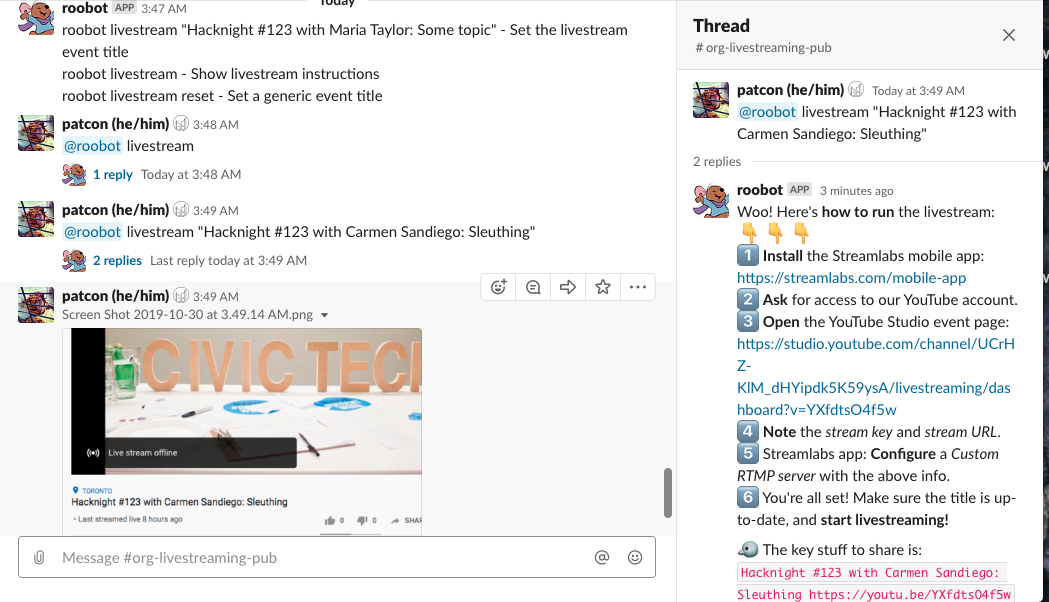 Today
roobot APP 3:47 AM
roobot livestream "Hacknight #123 with Maria Taylor: Some topic" - Set the livestream
event title
roobot livestream - Show livestream instructions
roobot livestream reset - Set a generic event title
patcon (he/him) 3:48 AM
@roobot livestream
1 reply Today at 3:48 AM
patcon (he/him) 3:49 AM
@roobot livestream "Hacknight #123 with Carmen Sandiego: Sleuthing"
2 replies Last reply today at 3:49 AM
patcon (he/him) 3:49 AM
Screen Shot 2019-10-30 at 3.49.14 AM.png
CIVIC TECH
Live stream offline
TORONTO
Hacknight #123 with Carmen Sandiego: Sleuthing
• Last streamed live 8 hours ago
0 0 SHAR
Message #org-livestreaming-pub
Thread
# org-livestreaming-pub
patcon (he/him) Today at 3:49 AM
@roobot livestream "Hacknight #123 with
Carmen Sandiego: Sleuthing"
2 replies
roobot APP 3 minutes ago
Woo! Here's how to run the livestream:
1 Install the Streamlabs mobile app:
https://streamlabs.com/mobile-app
2 Ask for access to our YouTube account.
3 Open the YouTube Studio event page:
https://studio.youtube.com/channel/UCrH
Z-
KlM_dHYipdk5K59ysA/livestreaming/das
hboard?v=YXfdtsO4f5w
4 Note the stream key and stream URL.
5 Streamlabs app: Configure a Custom
RTMP server with the above info.
6 You're all set! Make sure the title is up-
to-date, and start livestreaming!
The key stuff to share is:
Hacknight #123 with Carmen Sandiego:
Sleuthing https://youtu.be/YXfdtsO4f5w